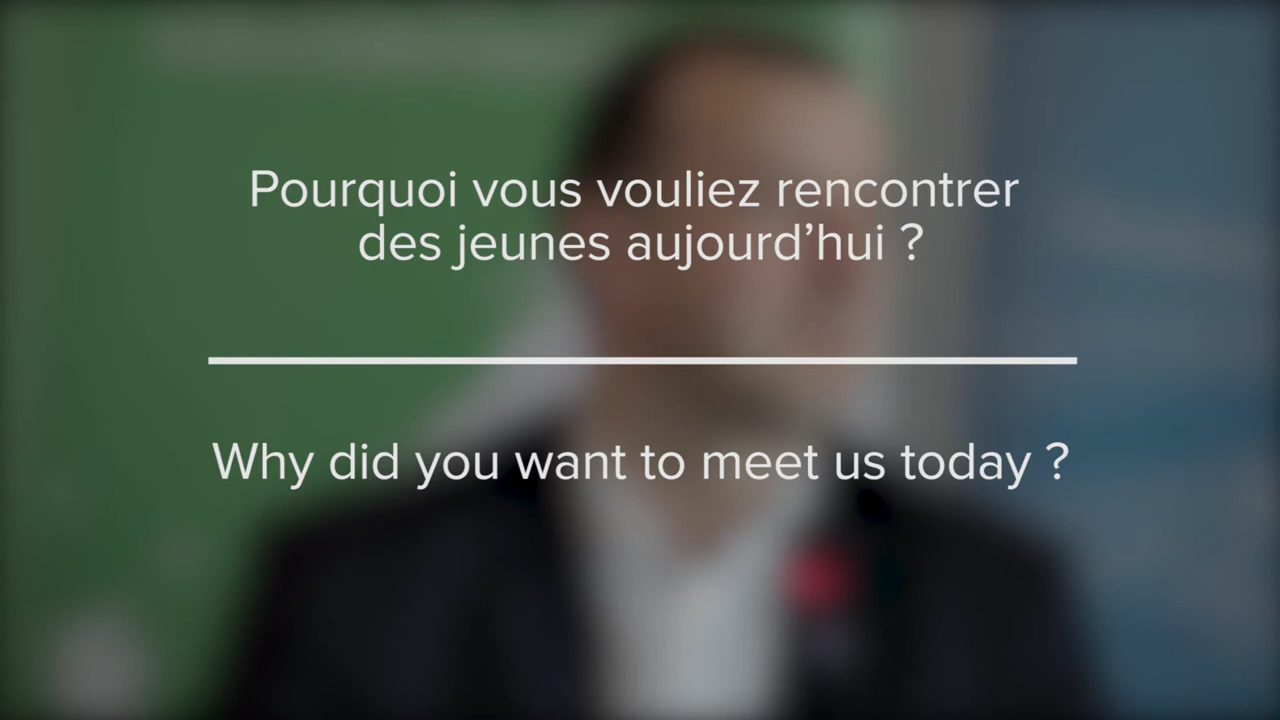 Pourquoi vous vouliez rencontrer
des jeunes aujourd’hui ?
Why did you want to meet us today ?